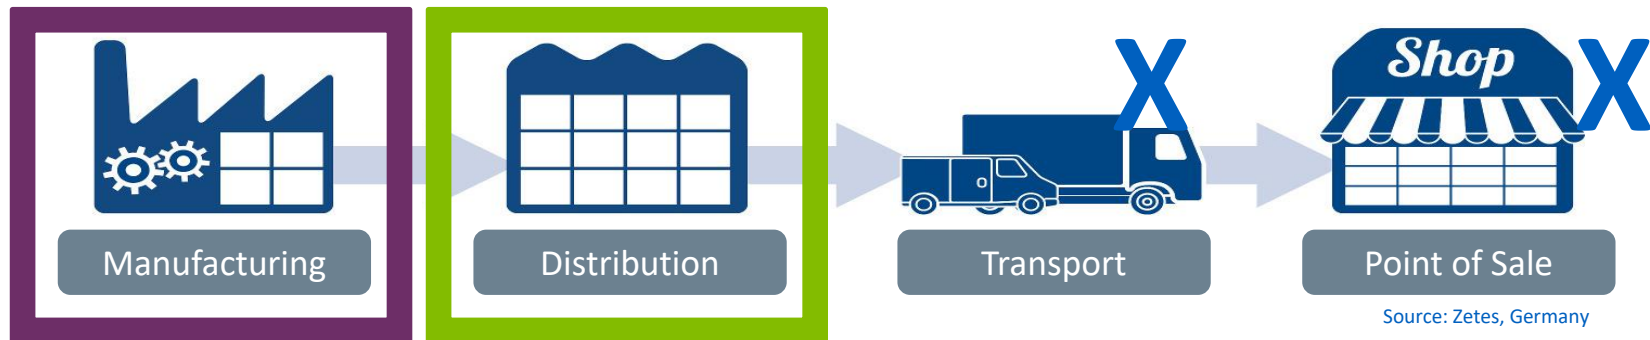 X
Shop
X
Manufacturing
Distribution
Transport
Point of Sale
Source: Zetes, Germany